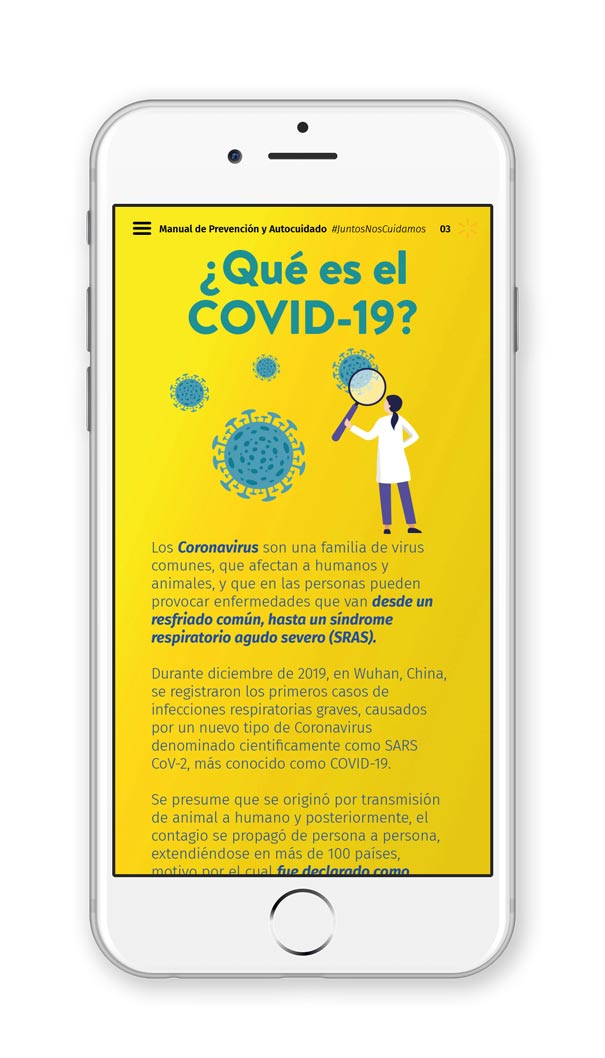 Manual de Prevención y Autocuidado #JuntosNosCuidamos 03
¿Qué es el
COVID-19?
Los Coronavirus son una familia de virus
comunes, que afectan a humanos y
animales, y que en las personas pueden
provocar enfermedades que van desde un
resfriado común, hasta un síndrome
respiratorio agudo severo (SRAS).
Durante diciembre de 2019, en Wuhan, China,
se registraron los primeros casos de
infecciones respiratorias graves, causados
por un nuevo tipo de Coronavirus
denominado cientificamente como SARS
CoV-2, más conocido como COVID-19.
Se presume que se originó por transmisión
de animal a humano y posteriormente, el
contagio se propagó de persona a persona,
extendiéndose en más de 100 países,
motivo por el cual fue declarado como